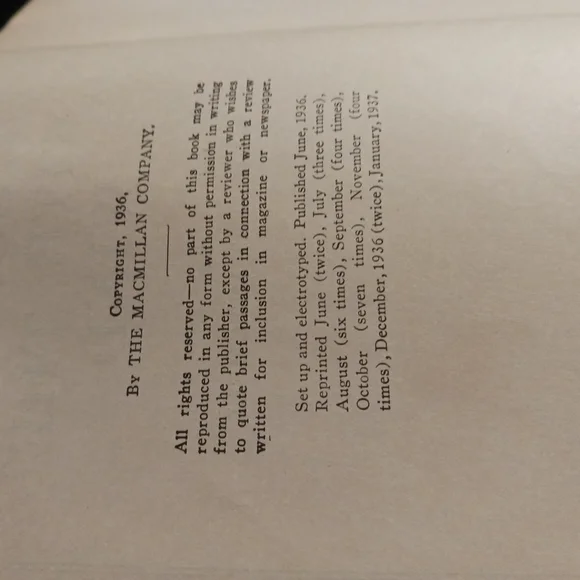 COPYRIGHT, 1936,
BY THE MACMILLAN COMPANY.
All rights reserved—no part of this book may be
reproduced in any form without permission in writing
from the publisher, except by a reviewer who wishes
to quote brief passages in connection with a review
written for inclusion in magazine or newspaper.
Set up and electrotyped. Published June, 1936.
Reprinted June (twice), July (three times),
August (six times), September (four times),
October (seven times), November (four
times), December, 1936 (twice), January, 1937.